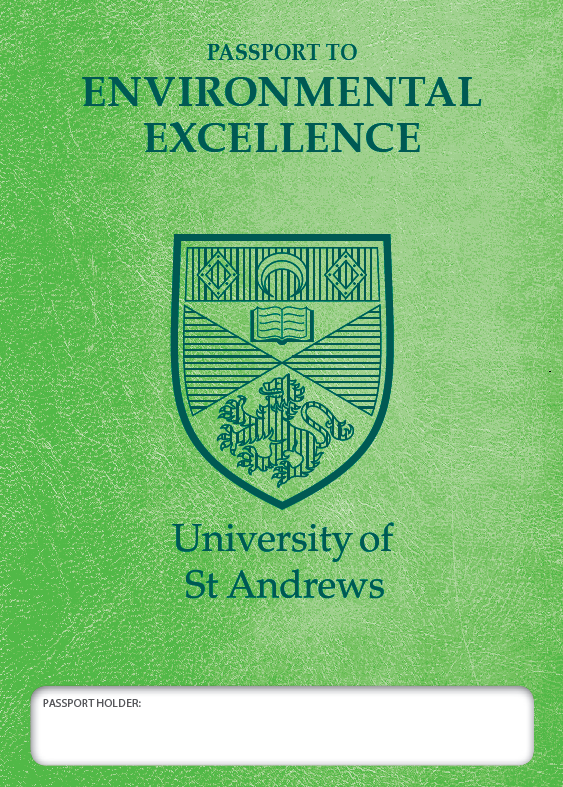 PASSPORT TO
ENVIRONMENTAL
EXCELLENCE
University of
St Andrews
PASSPORT HOLDER: